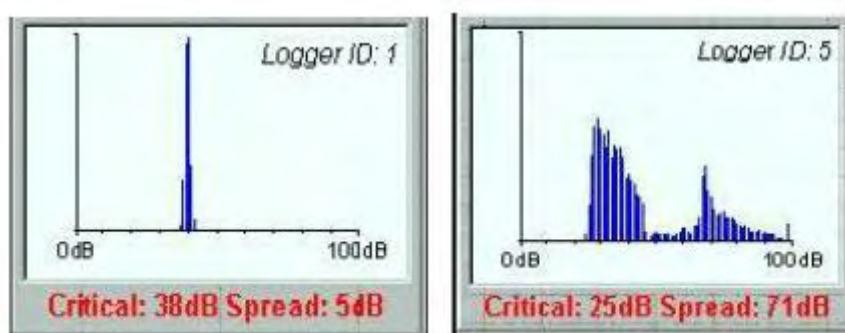 Logger ID: 1
0dB 100dB
Critical: 38dB Spread: 5dB
Logger ID: 5
0dB 100dB
Critical: 25dB Spread: 71dB